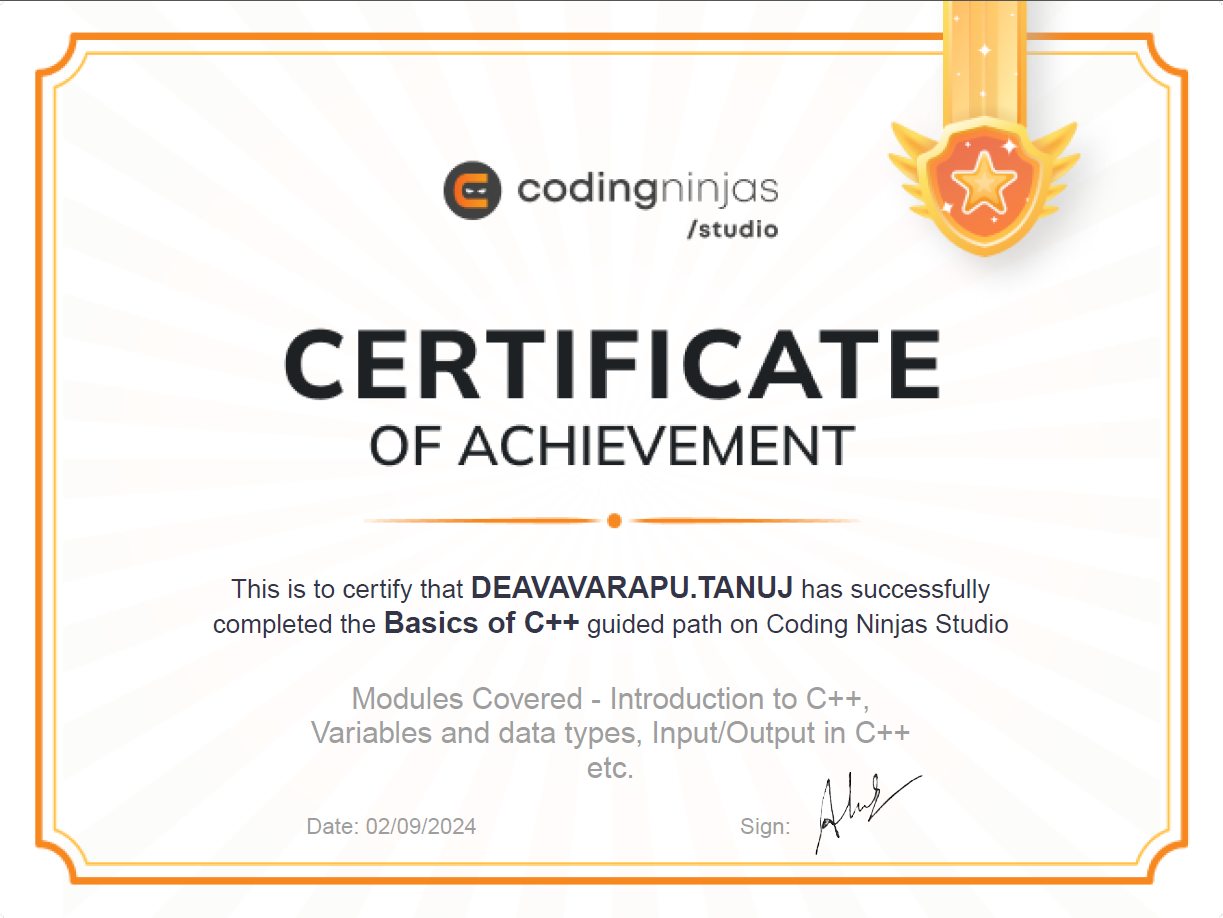 codingninjas
/studio
CERTIFICATE
OF ACHIEVEMENT
This is to certify that DEAVAVARAPU.TANUJ has successfully
completed the Basics of C++ guided path on Coding Ninjas Studio
Modules Covered - Introduction to C++,
Variables and data types, Input/Output in C++
etc.
Date: 02/09/2024
Sign: